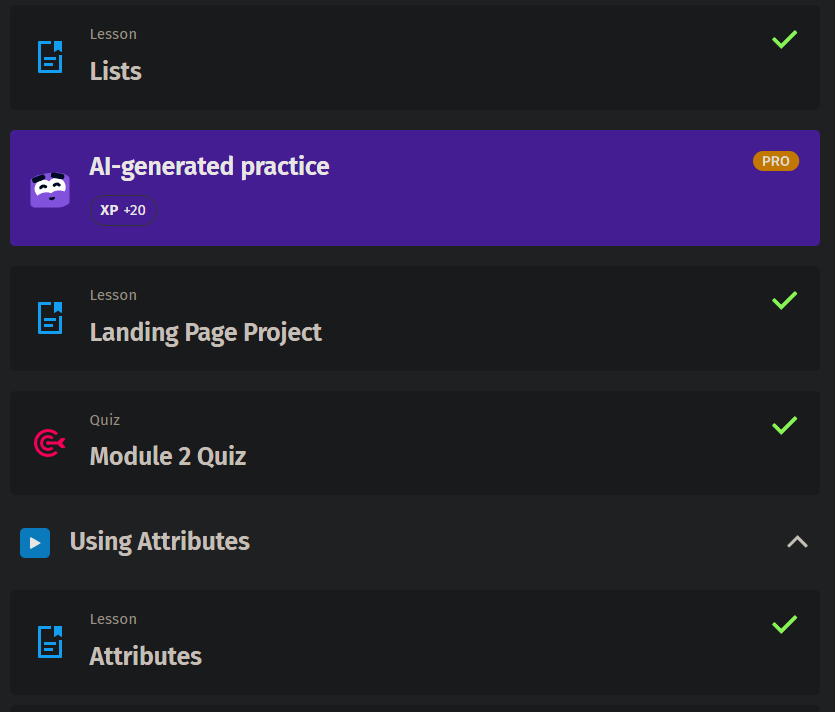 Lesson
Lists
AI-generated practice
PRO
XP +20
Lesson
Landing Page Project
Quiz
Module 2 Quiz
Using Attributes
Lesson
Attributes